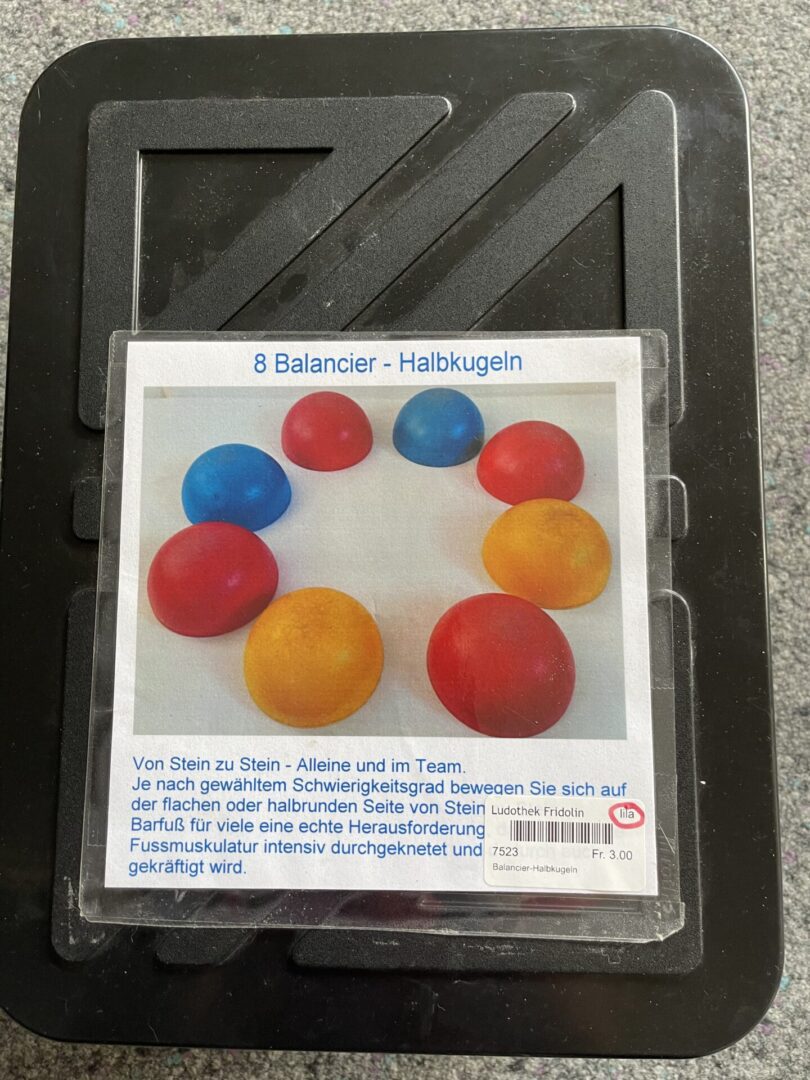 8 Balancier - Halbkugeln
Von Stein zu Stein - Alleine und im Team.
Je nach gewähltem Schwierigkeitsgrad bewegen Sie sich auf
der flachen oder halbrunden Seite von Stein
Barfuß für viele eine echte Herausforderung
Fussmuskulatur intensiv durchgeknetet und
gekräftigt wird.
Ludothek Fridolin lila
7523 Fr. 3.00
Balancier-Halbkugeln